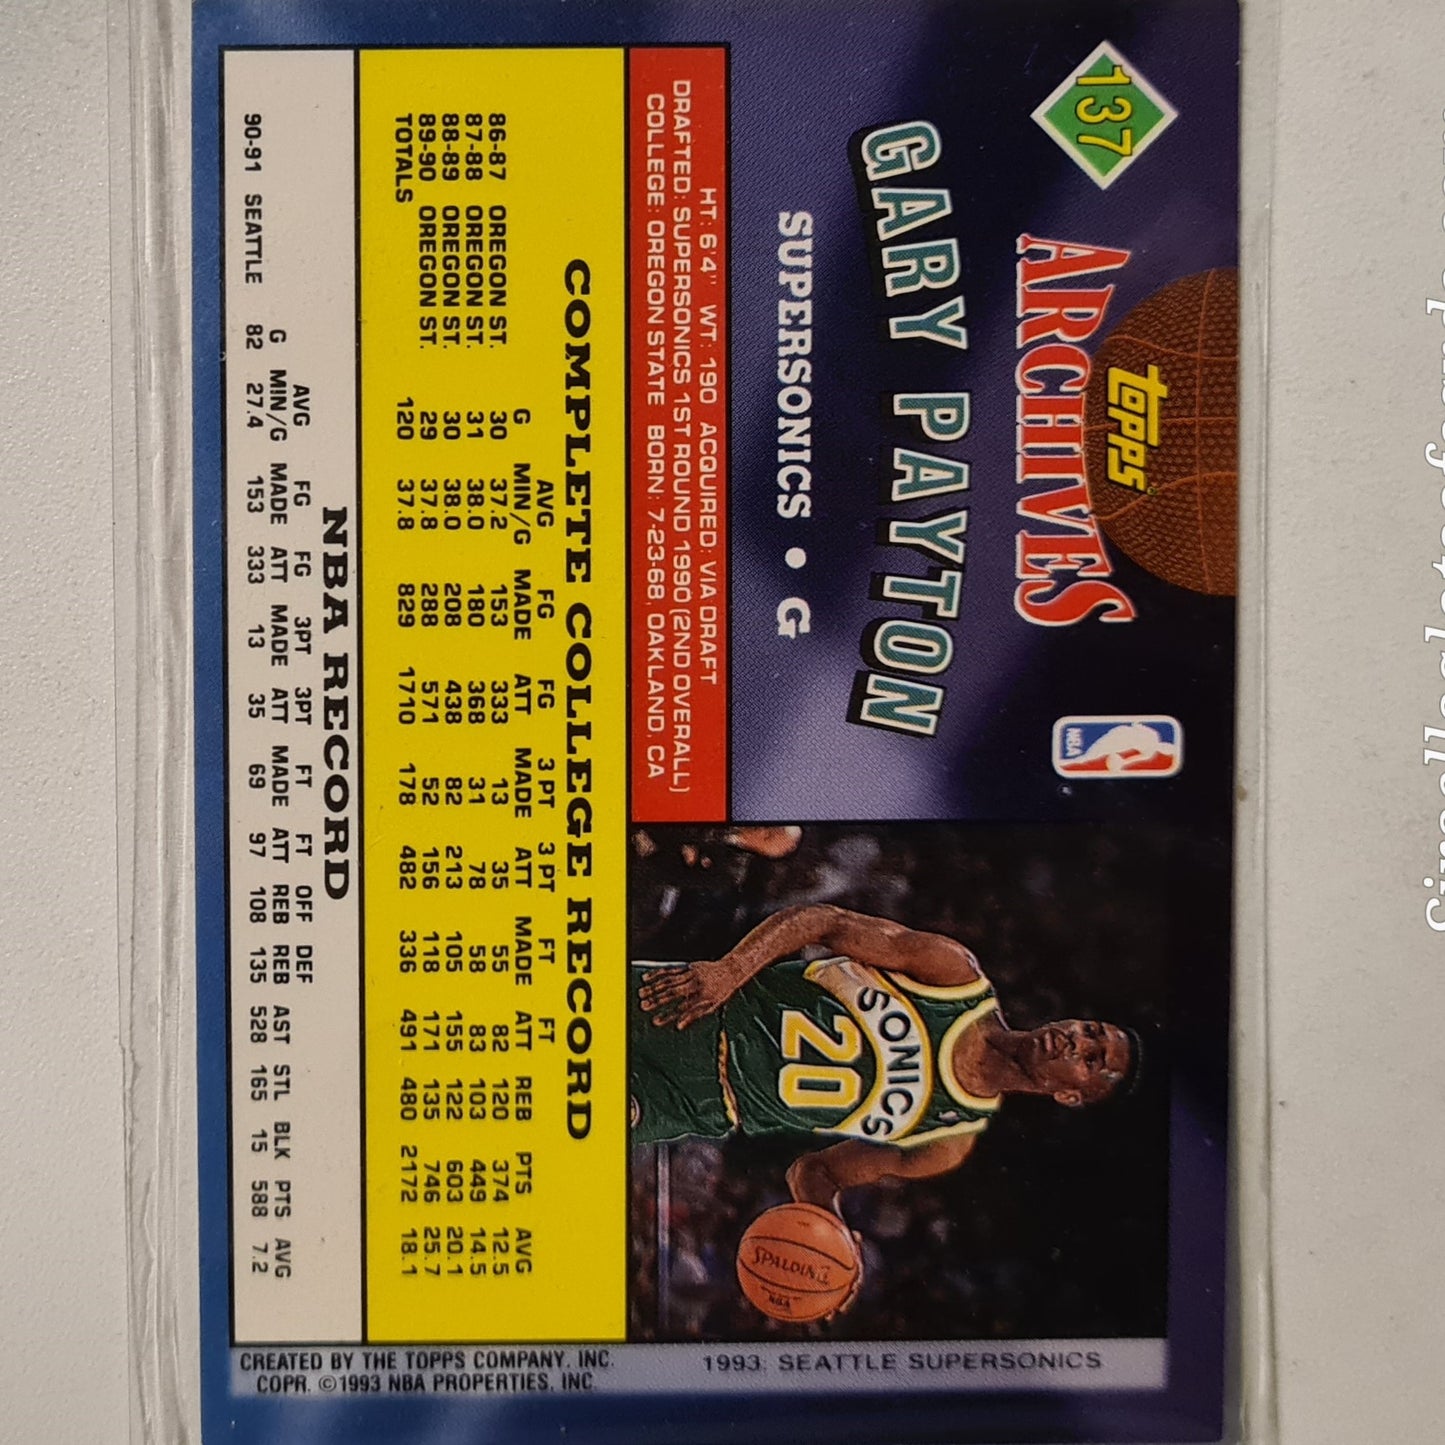 137
TOPPS
ARCHIVES
NBA
GARY PAYTON
SUPERSONICS • G
HT: 6'4" WT: 190 ACQUIRED: VIA DRAFT
DRAFTED: SUPERSONICS 1ST ROUND 1990 (2ND OVERALL)
COLLEGE: OREGON STATE BORN: 7-23-68, OAKLAND, CA
SONICS
20
SPALDING
NBA
COMPLETE COLLEGE RECORD
AVG FG FG 3 PT 3 PT FT FT
G MIN/G MADE ATT MADE ATT MADE ATT REB PTS AVG
86-87 OREGON ST. 30 37.2 153 333 13 35 55 82 120 374 12.5
87-88 OREGON ST. 31 38.0 180 368 31 78 58 83 103 449 14.5
88-89 OREGON ST. 30 38.0 208 438 82 213 105 155 122 603 20.1
89-90 OREGON ST. 29 37.8 288 571 52 156 118 171 135 746 25.7
TOTALS 120 37.8 829 1710 178 482 336 491 480 2172 18.1
NBA RECORD
AVG FG FG 3PT 3PT FT FT OFF DEF
G MIN/G MADE ATT MADE ATT MADE ATT REB REB AST STL BLK PTS AVG
90-91 SEATTLE 82 27.4 153 333 13 35 69 97 108 135 528 165 15 588 7.2
1993: SEATTLE SUPERSONICS
CREATED BY THE TOPPS COMPANY, INC.
COPR. ©1993 NBA PROPERTIES, INC.